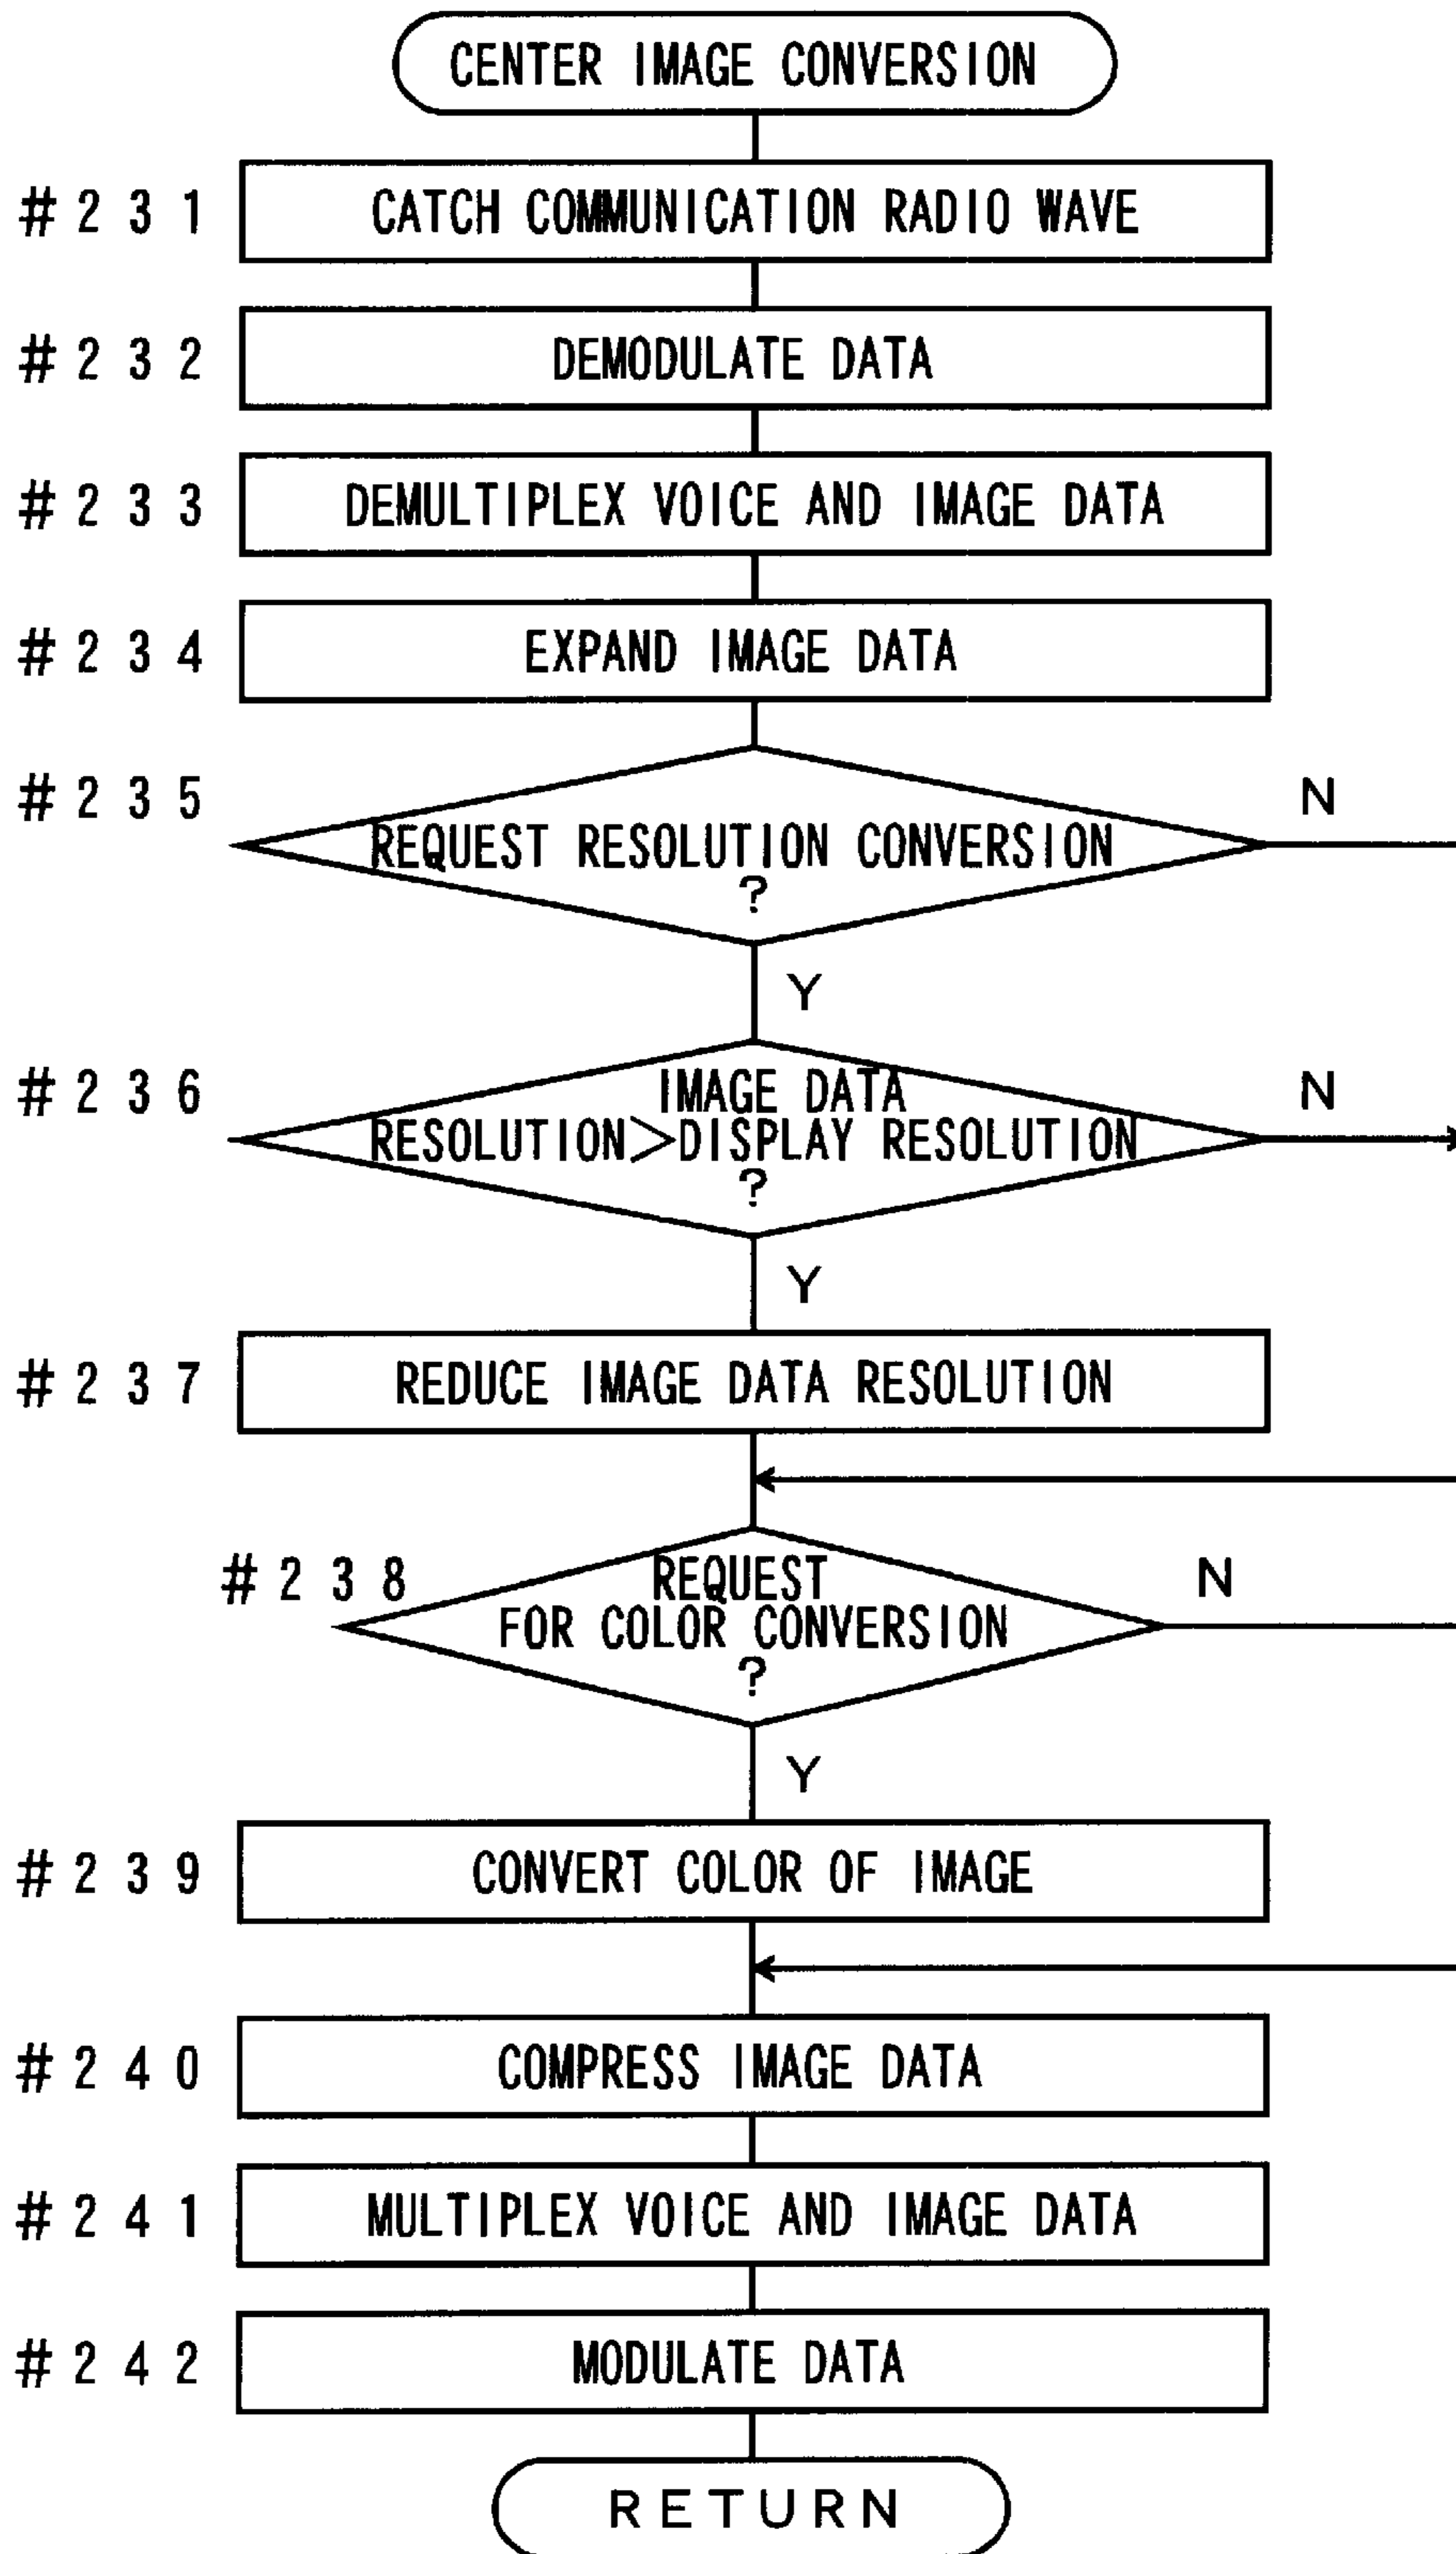 CENTER IMAGE CONVERSION
#231 CATCH COMMUNICATION RADIO WAVE
#232 DEMODULATE DATA
#233 DEMULTIPLEX VOICE AND IMAGE DATA
#234 EXPAND IMAGE DATA
#235 N
REQUEST RESOLUTION CONVERSION
?
Y
#236 IMAGE DATA N
RESOLUTION>DISPLAY RESOLUTION
?
Y
#237 REDUCE IMAGE DATA RESOLUTION
#238 REQUEST N
FOR COLOR CONVERSION
?
Y
#239 CONVERT COLOR OF IMAGE
#240 COMPRESS IMAGE DATA
#241 MULTIPLEX VOICE AND IMAGE DATA
#242 MODULATE DATA
RETURN